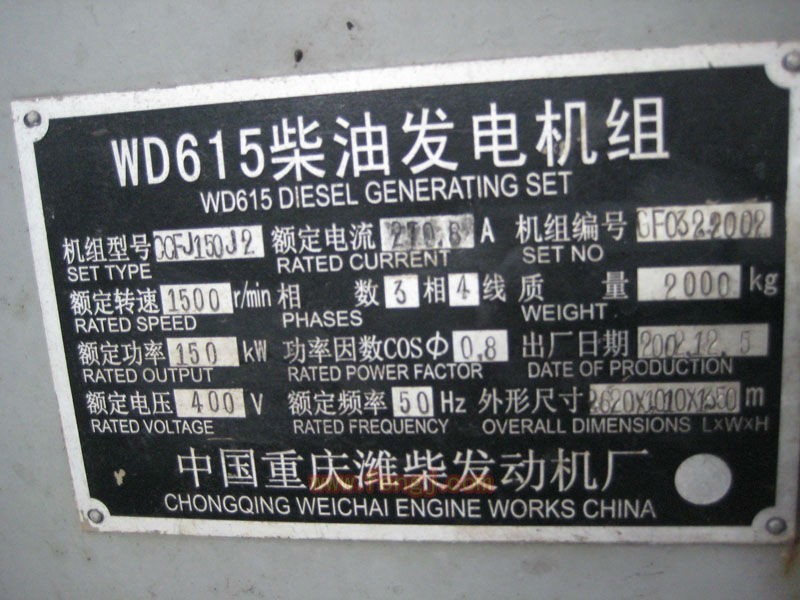 WD615柴油发电机组
WD615 DIESEL GENERATING SET
机组型号 CQFJ150J2 额定电流 270.8 A 机组编号 CF0322002
SET TYPE RATED CURRENT SET NO
额定转速 1500 r/min 相 数 3 相 4 线 质 量 2000 kg
RATED SPEED PHASES WEIGHT
额定功率 150 kW 功率因数COSΦ 0.8 出厂日期 2002.12.5
RATED OUTPUT RATED POWER FACTOR DATE OF PRODUCTION
额定电压 400 V 额定频率 50 Hz 外形尺寸 2620X1010X1350 m
RATED VOLTAGE RATED FREQUENCY OVERALL DIMENSIONS L×W×H
中国重庆潍柴发动机厂
CHONGQING WEICHAI ENGINE WORKS CHINA